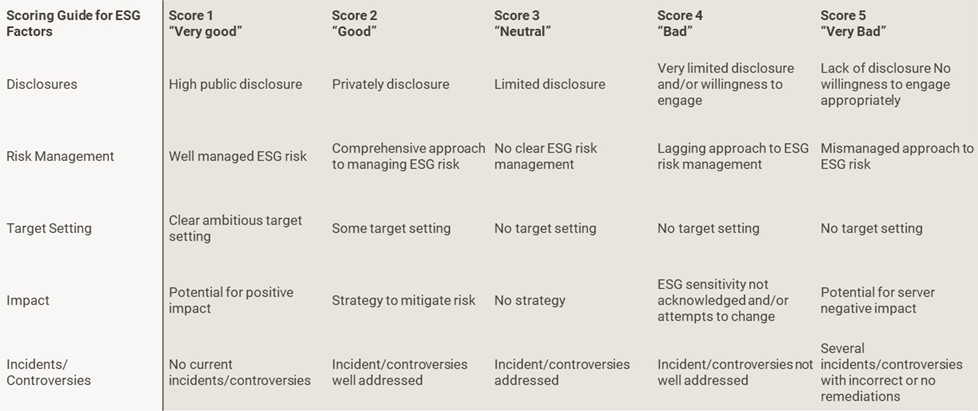 Scoring Guide for ESG
Factors
Score 1
“Very good”
Score 2
“Good”
Score 3
“Neutral”
Score 4
“Bad”
Score 5
“Very Bad”
Disclosures
High public disclosure
Privately disclosure
Limited disclosure
Very limited disclosure
and/or willingness to
engage
Lack of disclosure No
willingness to engage
appropriately
Risk Management
Well managed ESG risk
Comprehensive approach
to managing ESG risk
No clear ESG risk
management
Lagging approach to ESG
risk management
Mismanaged approach to
ESG risk
Target Setting
Clear ambitious target
setting
Some target setting
No target setting
No target setting
No target setting
Impact
Potential for positive
impact
Strategy to mitigate risk
No strategy
ESG sensitivity not
acknowledged and/or
attempts to change
Potential for server
negative impact
Incidents/
Controversies
No current
incidents/controversies
Incident/controversies
well addressed
Incident/controversies
addressed
Incident/controversies not
well addressed
Several
incidents/controversies
with incorrect or no
remediations